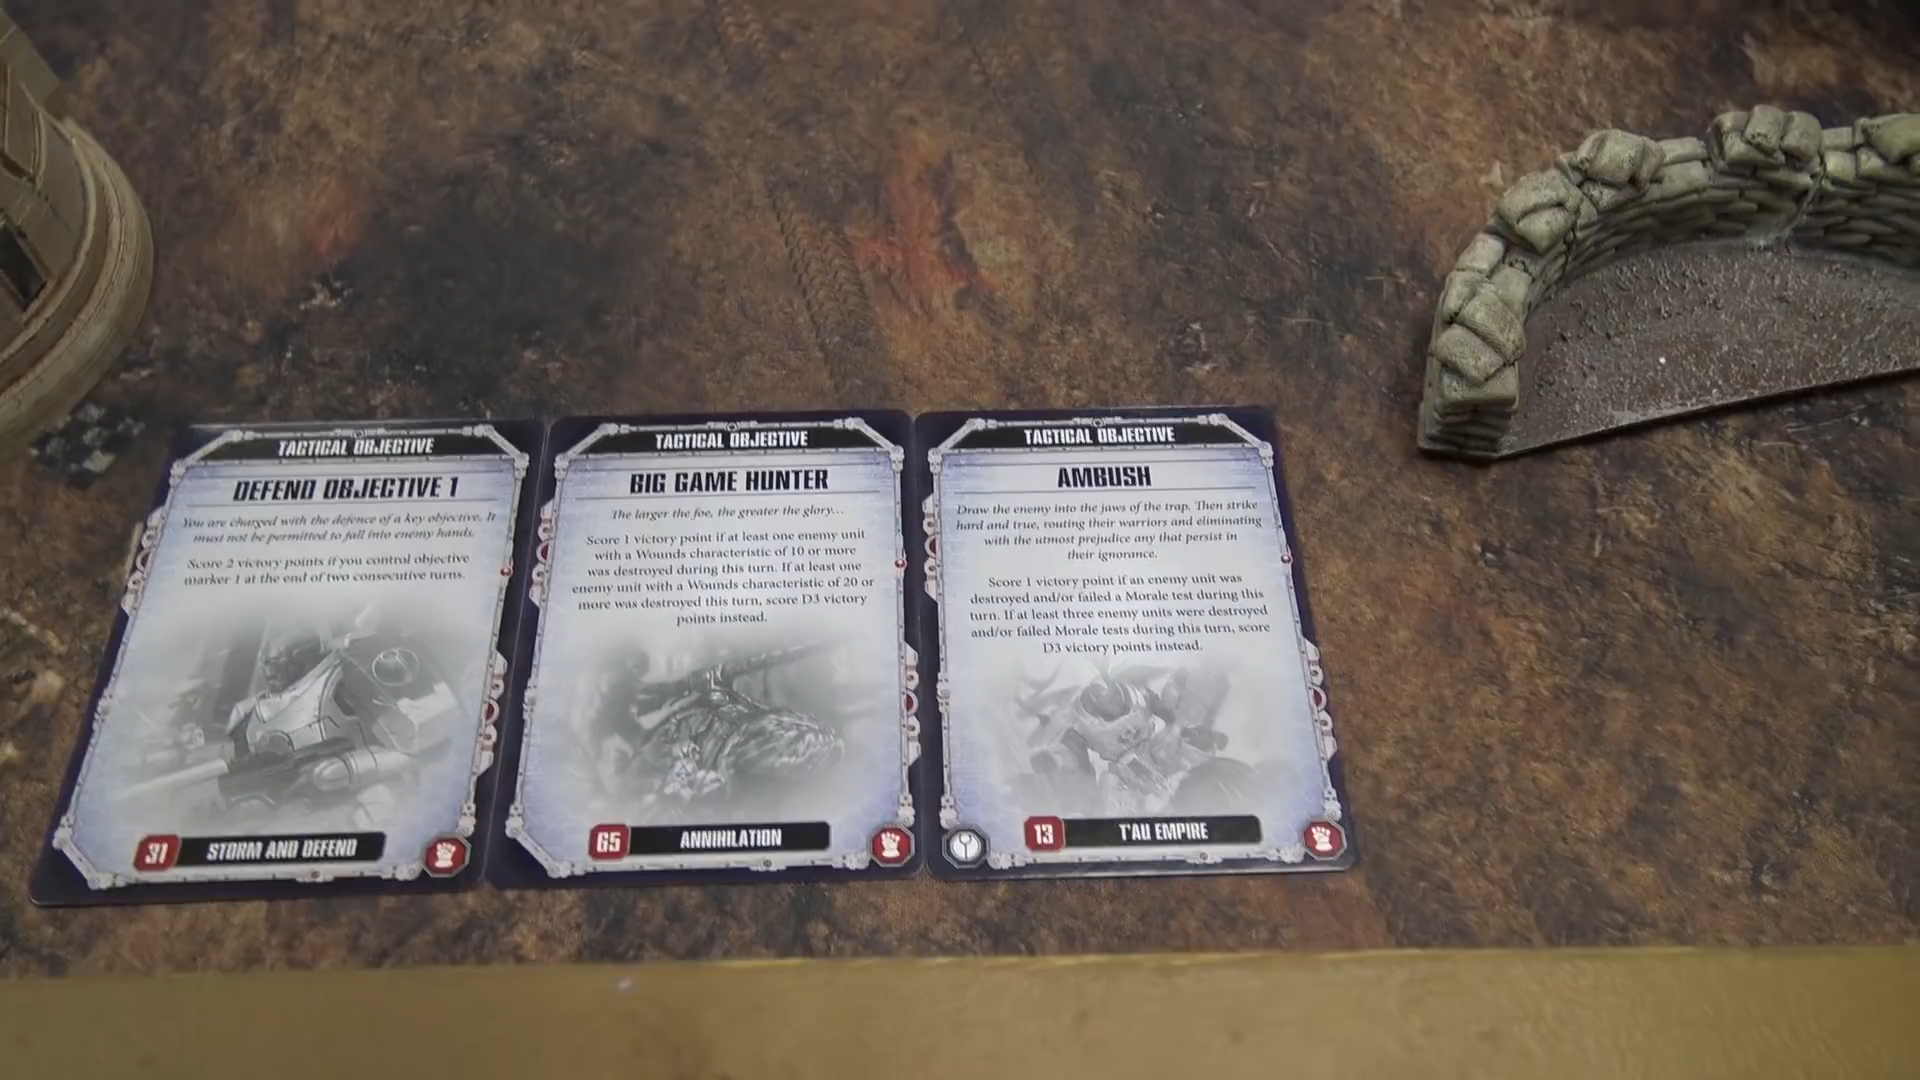 TACTICAL OBJECTIVE
DEFEND OBJECTIVE 1
You are charged with the defence of a key objective. It
must not be permitted to fall into enemy hands.
Score 2 victory points if you control objective
marker 1 at the end of two consecutive turns.
31
STORM AND DEFEND
TACTICAL OBJECTIVE
BIG GAME HUNTER
The larger the foe, the greater the glory...
Score 1 victory point if at least one enemy unit
with a Wounds characteristic of 10 or more
was destroyed during this turn. If at least one
enemy unit with a Wounds characteristic of 20 or
more was destroyed this turn, score D3 victory
points instead.
65
ANNIHILATION
TACTICAL OBJECTIVE
AMBUSH
Draw the enemy into the jaws of the trap. Then strike
hard and true, routing their warriors and eliminating
with the utmost prejudice any that persist in
their ignorance.
Score 1 victory point if an enemy unit was
destroyed and/or failed a Morale test during this
turn. If at least three enemy units were destroyed
and/or failed Morale tests during this turn, score
D3 victory points instead.
13
T'AU EMPIRE